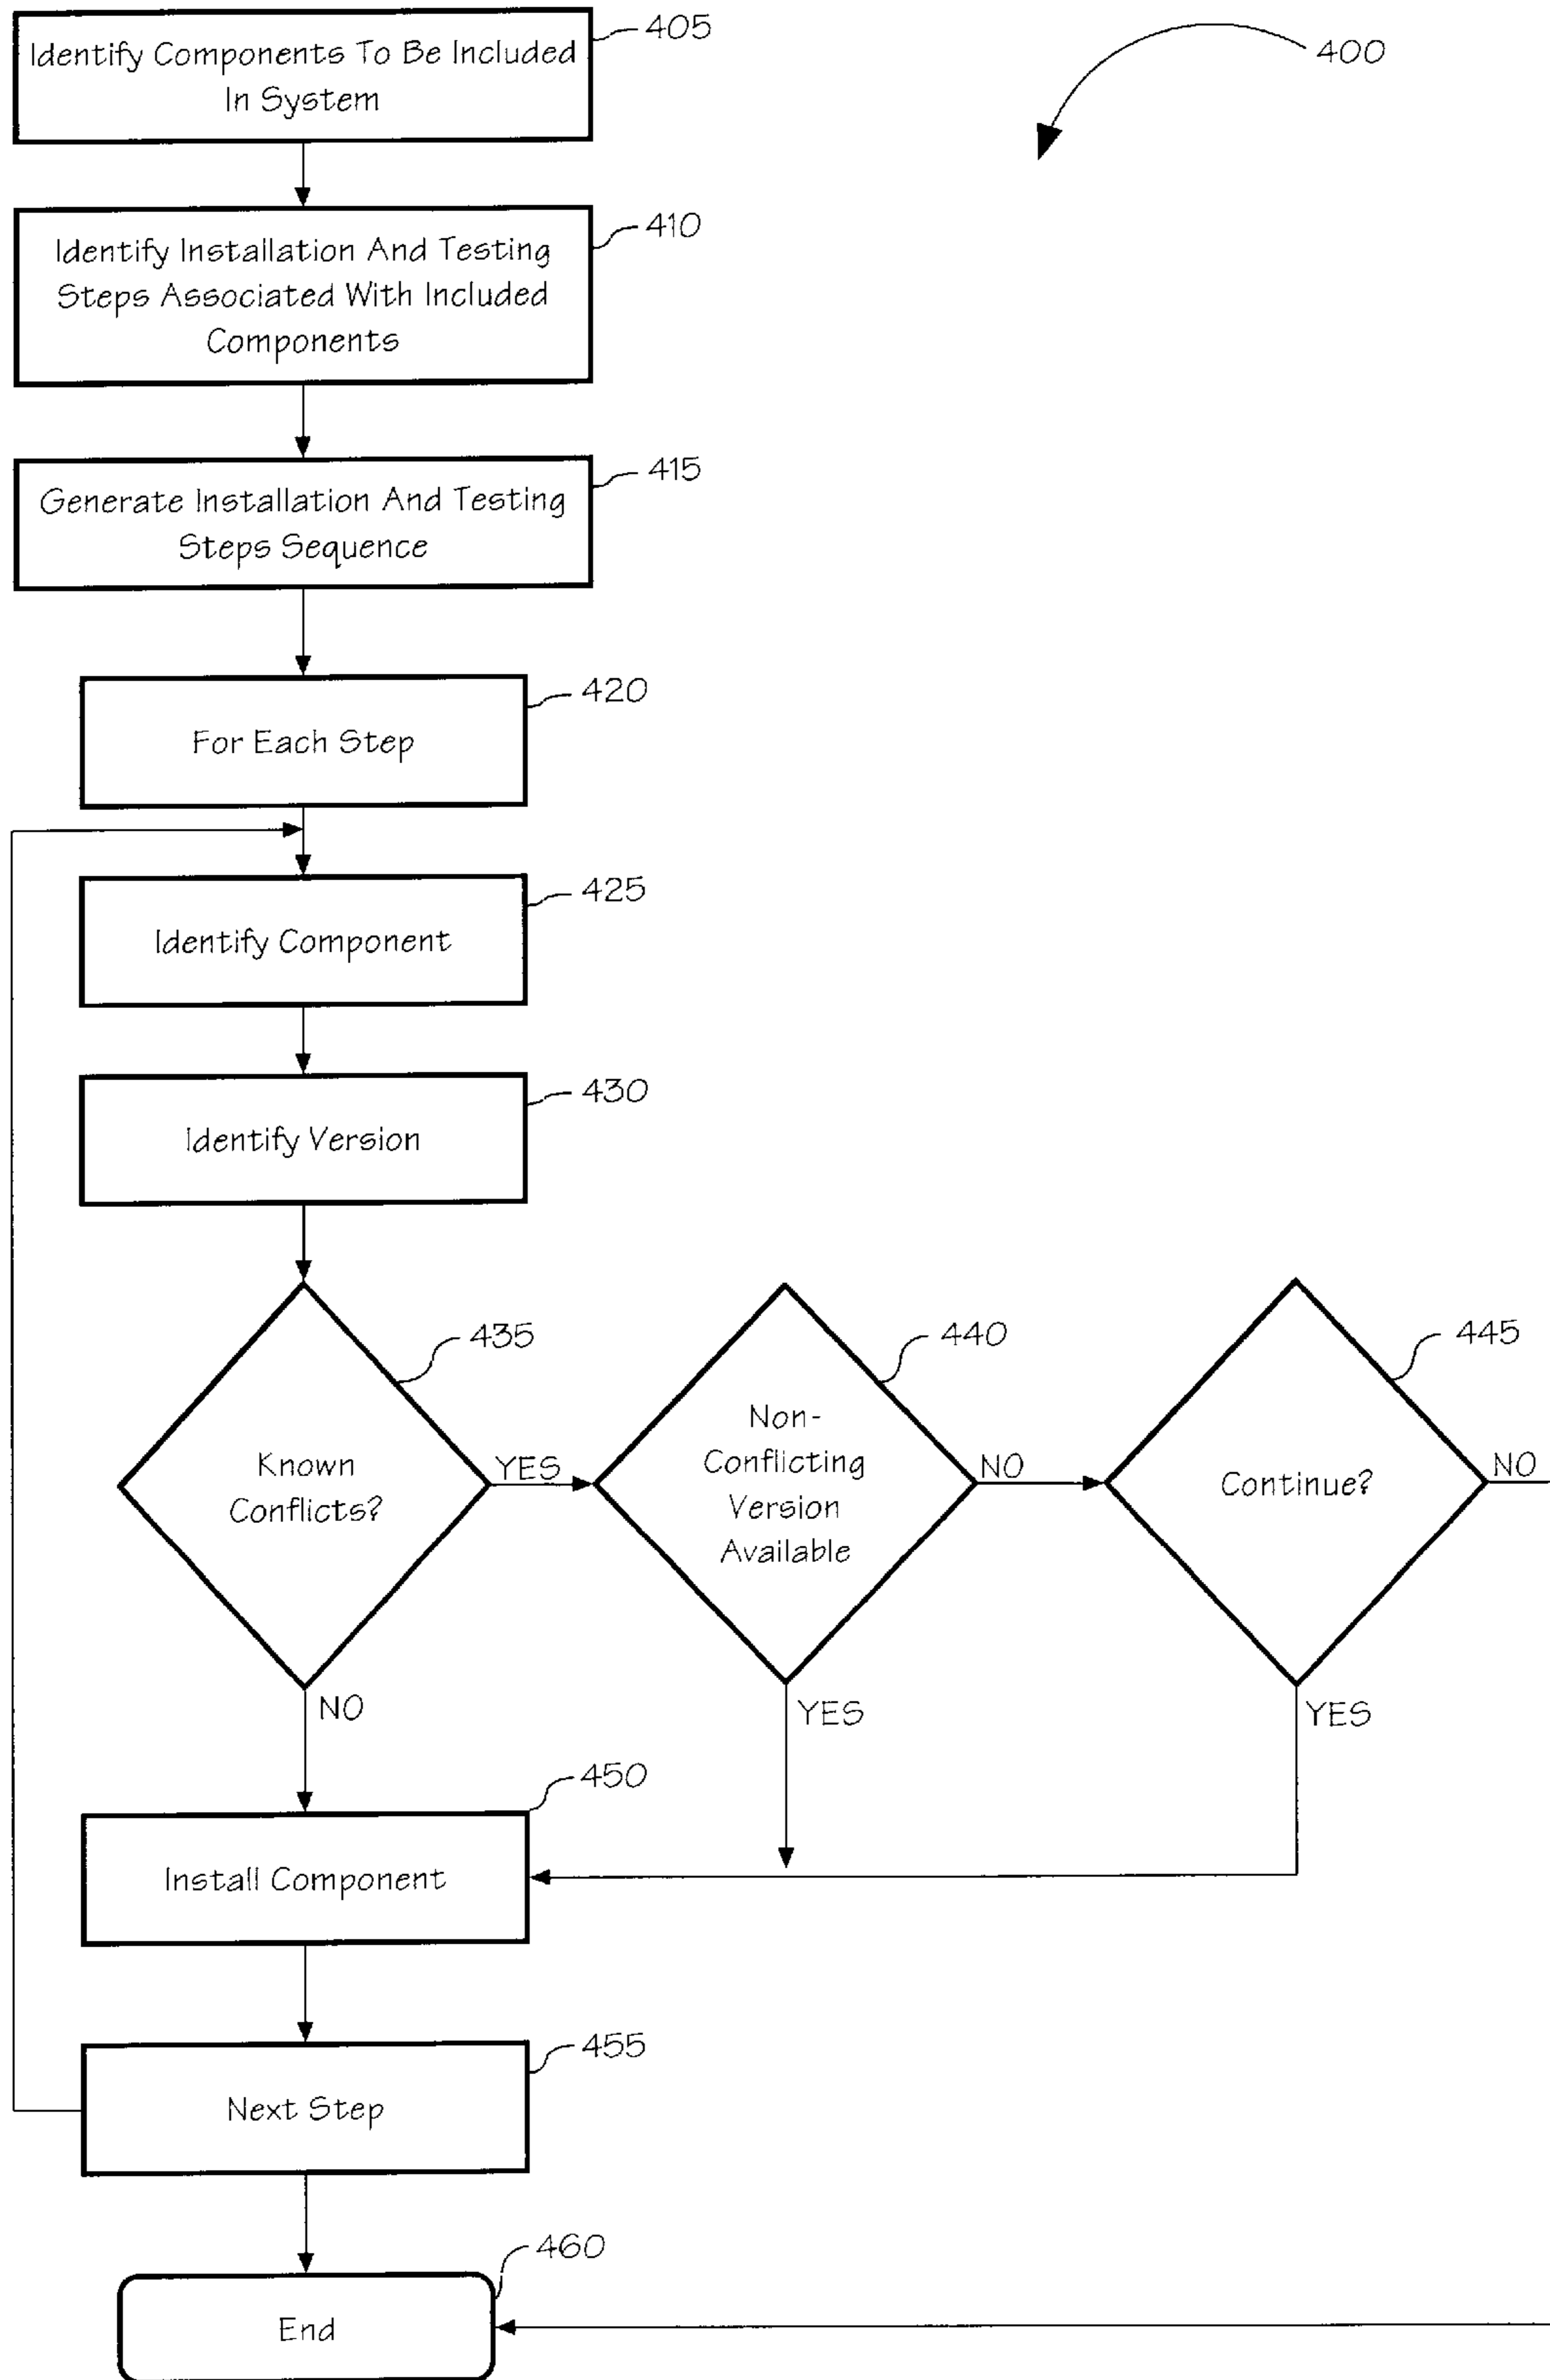 405
Identify Components To Be Included
In System
400
410
Identify Installation And Testing
Steps Associated With Included
Components
415
Generate Installation And Testing
Steps Sequence
420
For Each Step
425
Identify Component
430
Identify Version
435
440
445
Known
Conflicts?
YES
Non-
Conflicting
Version
Available
NO
Continue?
NO
NO
YES
YES
450
Install Component
455
Next Step
460
End